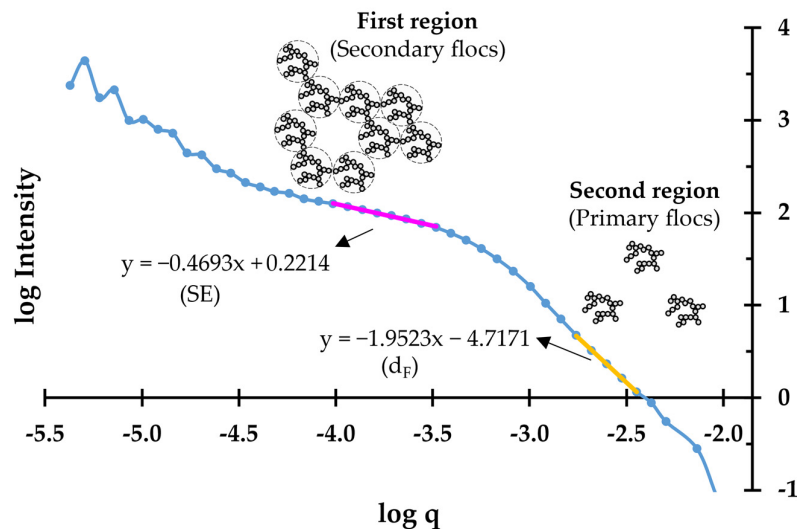 First region
(Secondary flocs)
Second region
(Primary flocs)
y = −0.4693x + 0.2214
(SE)
y = −1.9523x − 4.7171
(dF)
log Intensity
4
3
2
1
0
-1
-5.5 -5.0 -4.5 -4.0 -3.5 -3.0 -2.5 -2.0
log q